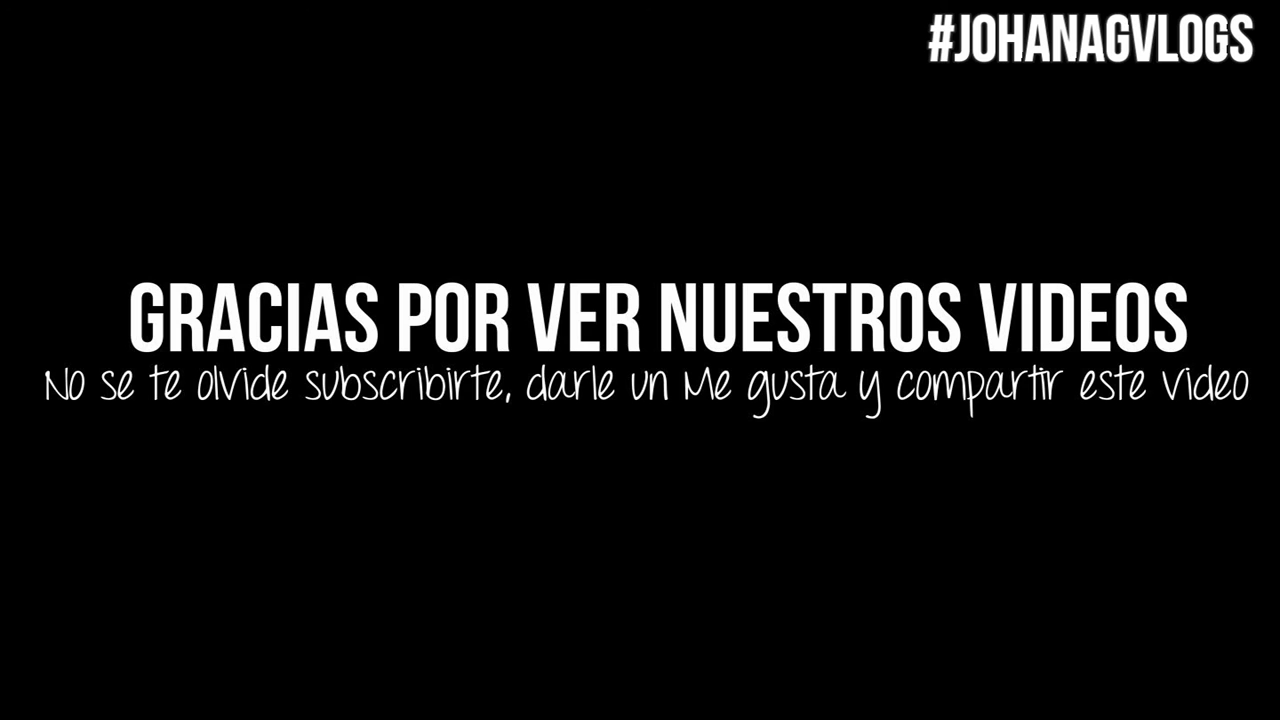 #JOHANAGVLOGS
GRACIAS POR VER NUESTROS VIDEOS
No se te olvide subscribirte, darle un Me gusta y compartir este video